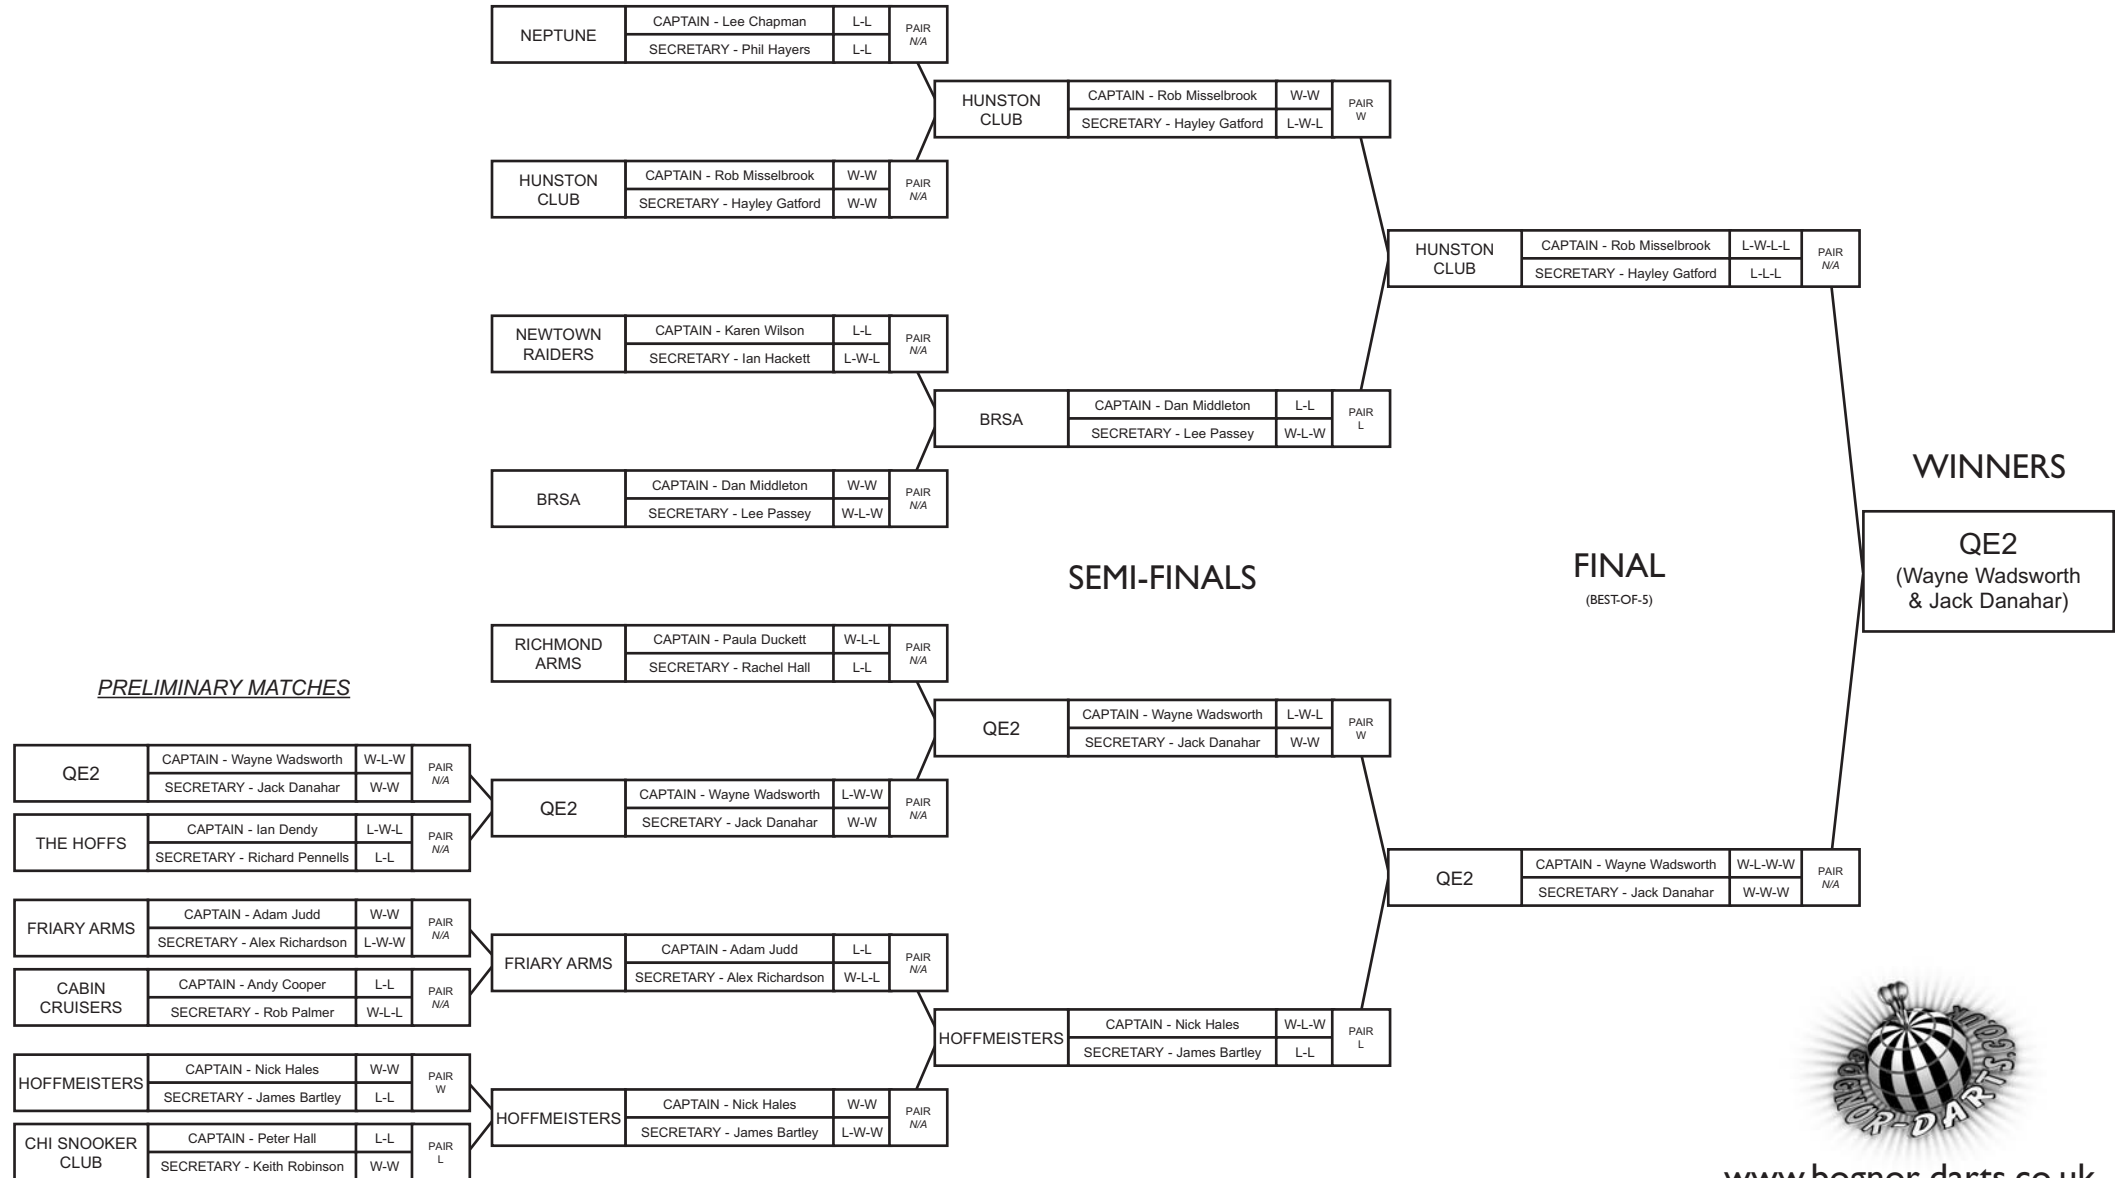 NEPTUNE
CAPTAIN - Lee Chapman L-L
SECRETARY - Phil Hayers L-L
PAIR
N/A
HUNSTON
CLUB
CAPTAIN - Rob Misselbrook W-W
SECRETARY - Hayley Gatford W-W
PAIR
N/A
NEWTOWN
RAIDERS
CAPTAIN - Karen Wilson L-L
SECRETARY - Ian Hackett L-W-L
PAIR
N/A
BRSA
CAPTAIN - Dan Middleton W-W
SECRETARY - Lee Passey W-L-W
PAIR
N/A
RICHMOND
ARMS
CAPTAIN - Paula Duckett W-L-L
SECRETARY - Rachel Hall L-L
PAIR
N/A
PRELIMINARY MATCHES
QE2
CAPTAIN - Wayne Wadsworth W-L-W
SECRETARY - Jack Danahar W-W
PAIR
N/A
THE HOFFS
CAPTAIN - Ian Dendy L-W-L
SECRETARY - Richard Pennells L-L
PAIR
N/A
FRIARY ARMS
CAPTAIN - Adam Judd W-W
SECRETARY - Alex Richardson L-W-W
PAIR
N/A
CABIN
CRUISERS
CAPTAIN - Andy Cooper L-L
SECRETARY - Rob Palmer W-L-L
PAIR
N/A
HOFFMEISTERS
CAPTAIN - Nick Hales W-W
SECRETARY - James Bartley L-L
PAIR
W
CHI SNOOKER
CLUB
CAPTAIN - Peter Hall L-L
SECRETARY - Keith Robinson W-W
PAIR
L
QE2
CAPTAIN - Wayne Wadsworth L-W-W
SECRETARY - Jack Danahar W-W
PAIR
N/A
FRIARY ARMS
CAPTAIN - Adam Judd L-L
SECRETARY - Alex Richardson W-L-L
PAIR
N/A
HOFFMEISTERS
CAPTAIN - Nick Hales W-W
SECRETARY - James Bartley L-W-W
PAIR
N/A
SEMI-FINALS
HUNSTON
CLUB
CAPTAIN - Rob Misselbrook W-W
SECRETARY - Hayley Gatford L-W-L
PAIR
W
BRSA
CAPTAIN - Dan Middleton L-L
SECRETARY - Lee Passey W-L-W
PAIR
L
QE2
CAPTAIN - Wayne Wadsworth L-W-L
SECRETARY - Jack Danahar W-W
PAIR
W
HOFFMEISTERS
CAPTAIN - Nick Hales W-L-W
SECRETARY - James Bartley L-L
PAIR
L
FINAL
(BEST-OF-5)
HUNSTON
CLUB
CAPTAIN - Rob Misselbrook L-W-L-L
SECRETARY - Hayley Gatford L-L-L
PAIR
N/A
QE2
CAPTAIN - Wayne Wadsworth W-L-W-W
SECRETARY - Jack Danahar W-W-W
PAIR
N/A
WINNERS
QE2
(Wayne Wadsworth
& Jack Danahar)
BOGNOR-DARTS.CO.UK
www.bognor-darts.co.uk